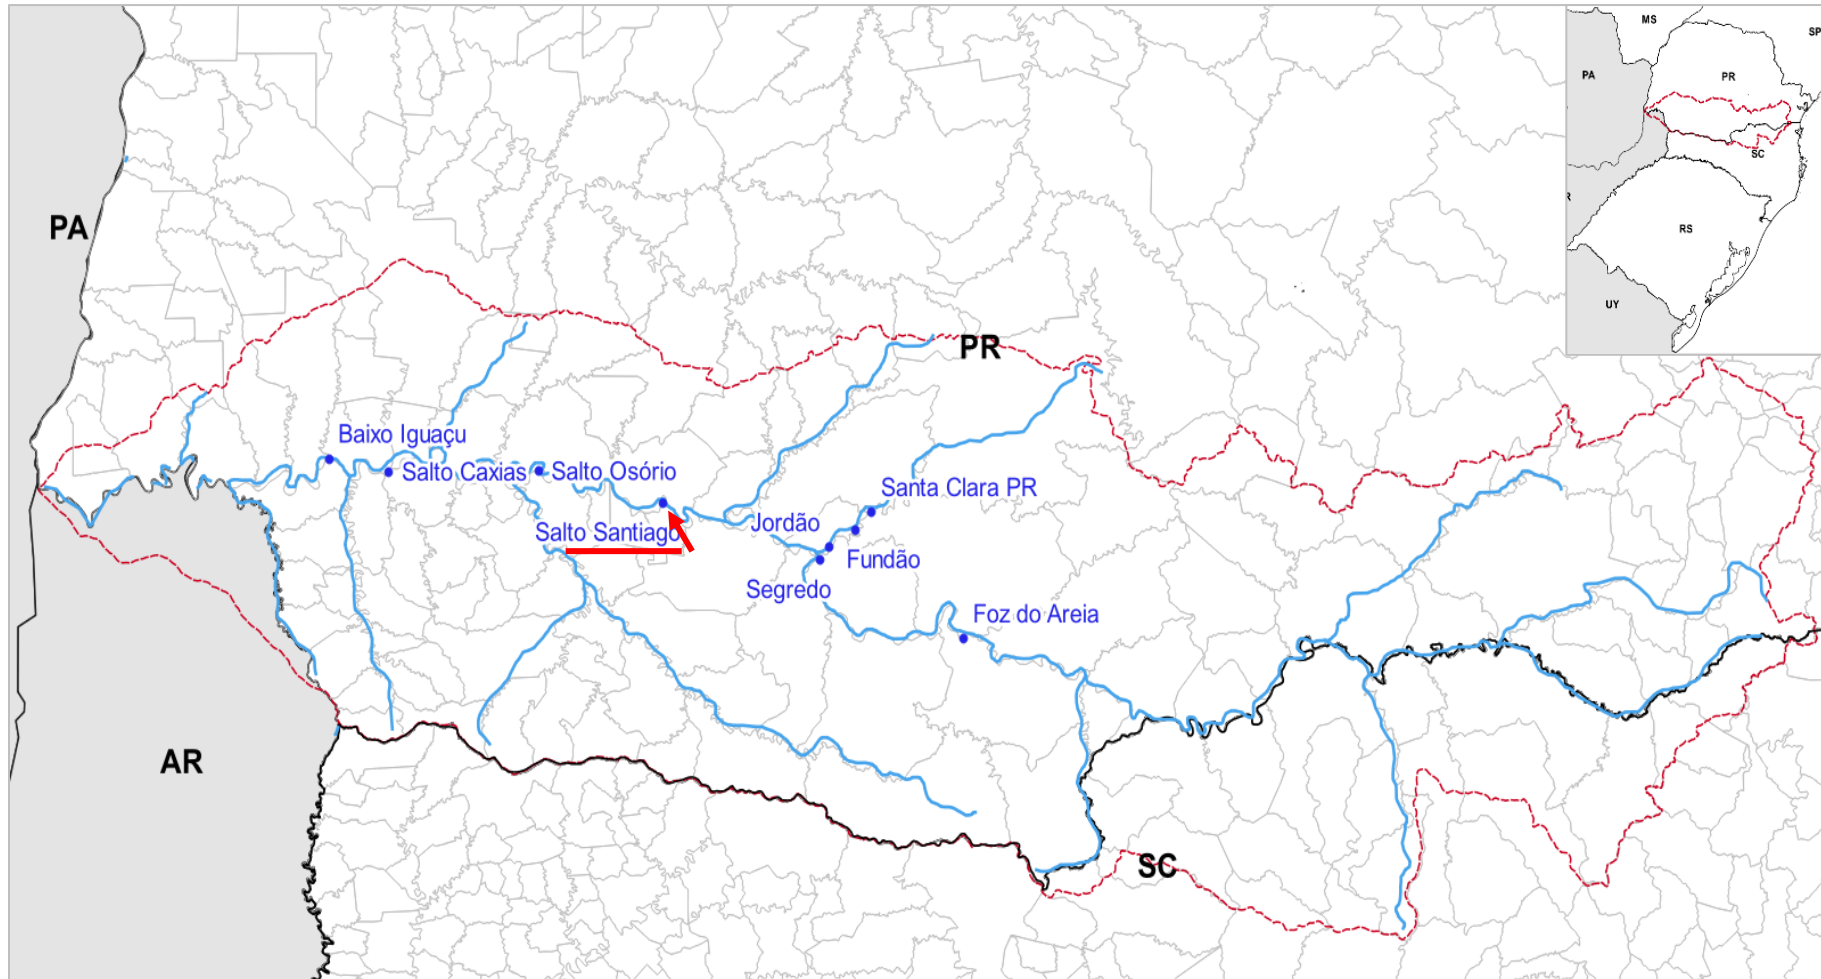 MS
SP
PA
PR
SC
R
RS
UY
PA
PR
Baixo Iguaçu
Salto Caxias
Salto Osório
Santa Clara PR
Salto Santiago
Jordão
Fundão
Segredo
Foz do Areia
AR
SC